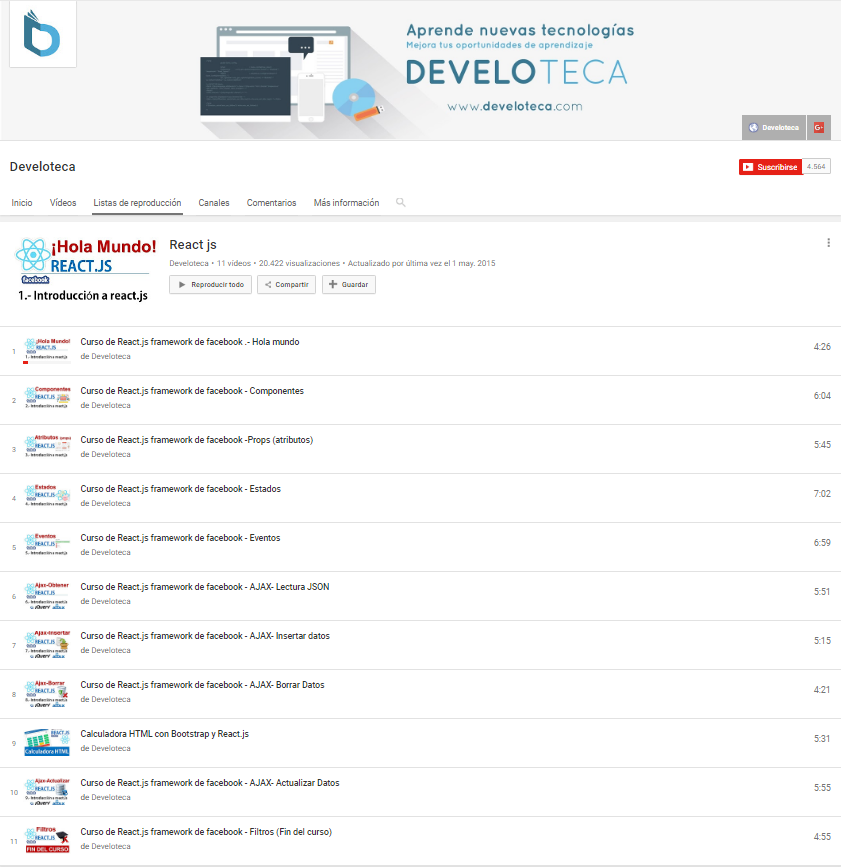 Aprende nuevas tecnologías
Mejora tus oportunidades de aprendizaje
DEVELOTECA
www.develoteca.com
Develoteca G+
Develoteca
Suscribirse 4.564
Inicio Vídeos Listas de reproducción Canales Comentarios Más información
¡Hola Mundo!
REACT.JS
facebook
1.- Introducción a react.js
React js
Develoteca • 11 vídeos • 20.422 visualizaciones • Actualizado por última vez el 1 may. 2015
Reproducir todo Compartir Guardar
1 ¡Hola Mundo! REACT.JS Curso de React.js framework de facebook .- Hola mundo 4:26
de Develoteca
2 Componentes REACT.JS Curso de React.js framework de facebook - Componentes 6:04
de Develoteca
3 Atributos REACT.JS Curso de React.js framework de facebook -Props (atributos) 5:45
de Develoteca
4 Estados REACT.JS Curso de React.js framework de facebook - Estados 7:02
de Develoteca
5 Eventos REACT.JS Curso de React.js framework de facebook - Eventos 6:59
de Develoteca
6 Ajax-Obtener REACT.JS Curso de React.js framework de facebook - AJAX- Lectura JSON 5:51
de Develoteca
7 Ajax-Insertar REACT.JS Curso de React.js framework de facebook - AJAX- Insertar datos 5:15
de Develoteca
8 Ajax-Borrar REACT.JS Curso de React.js framework de facebook - AJAX- Borrar Datos 4:21
de Develoteca
9 REACT.JS Calculadora HTML Calculadora HTML con Bootstrap y React.js 5:31
de Develoteca
10 Ajax-Actualizar REACT.JS Curso de React.js framework de facebook - AJAX- Actualizar Datos 5:55
de Develoteca
11 Filtros REACT.JS FIN DEL CURSO Curso de React.js framework de facebook - Filtros (Fin del curso) 4:55
de Develoteca